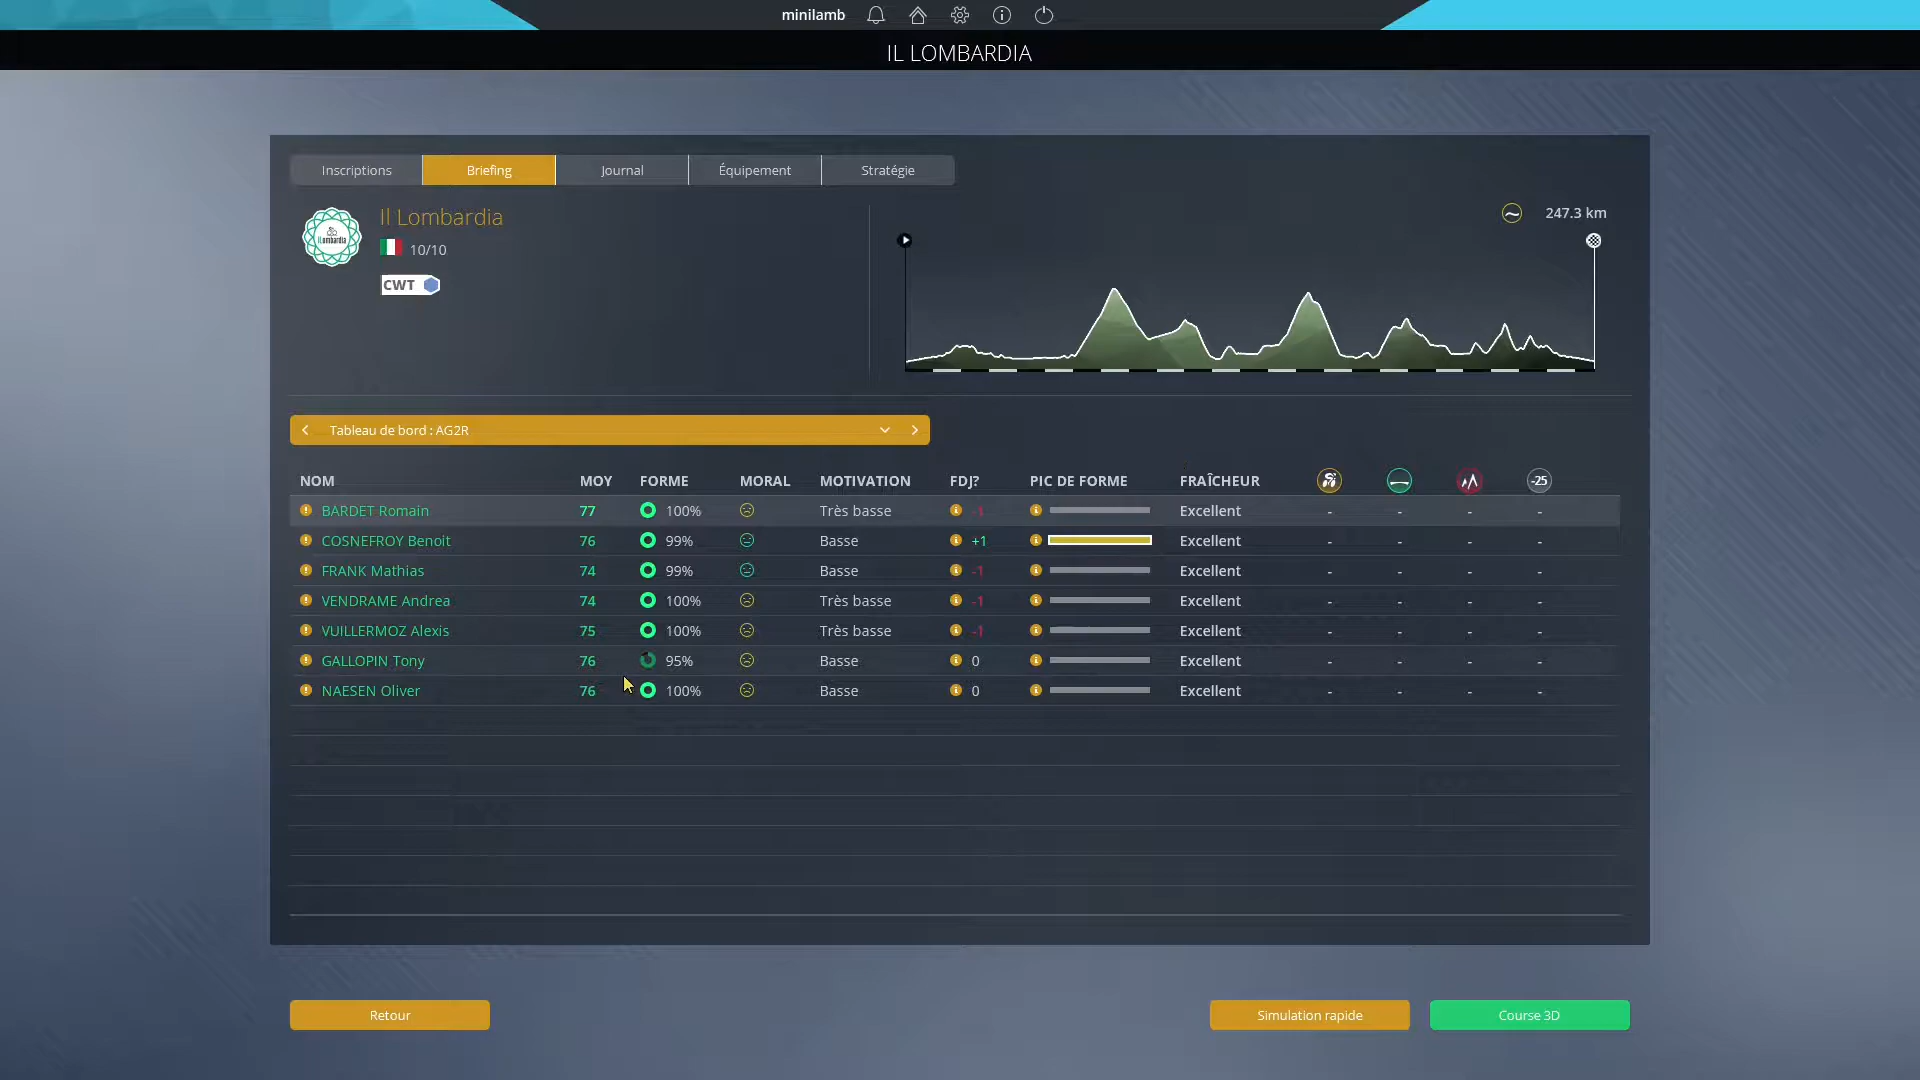 minilamb
IL LOMBARDIA
Inscriptions Briefing Journal Équipement Stratégie
Il Lombardia
10/10
CWT
247.3 km
Tableau de bord : AG2R
NOM MOY FORME MORAL MOTIVATION FDJ? PIC DE FORME FRAÎCHEUR -25
BARDET Romain 77 100% Très basse -1 Excellent - - - -
COSNEFROY Benoit 76 99% Basse +1 Excellent - - - -
FRANK Mathias 74 99% Basse -1 Excellent - - - -
VENDRAME Andrea 74 100% Très basse -1 Excellent - - - -
VUILLERMOZ Alexis 75 100% Très basse -1 Excellent - - - -
GALLOPIN Tony 76 95% Basse 0 Excellent - - - -
NAESEN Oliver 76 100% Basse 0 Excellent - - - -
Retour Simulation rapide Course 3D